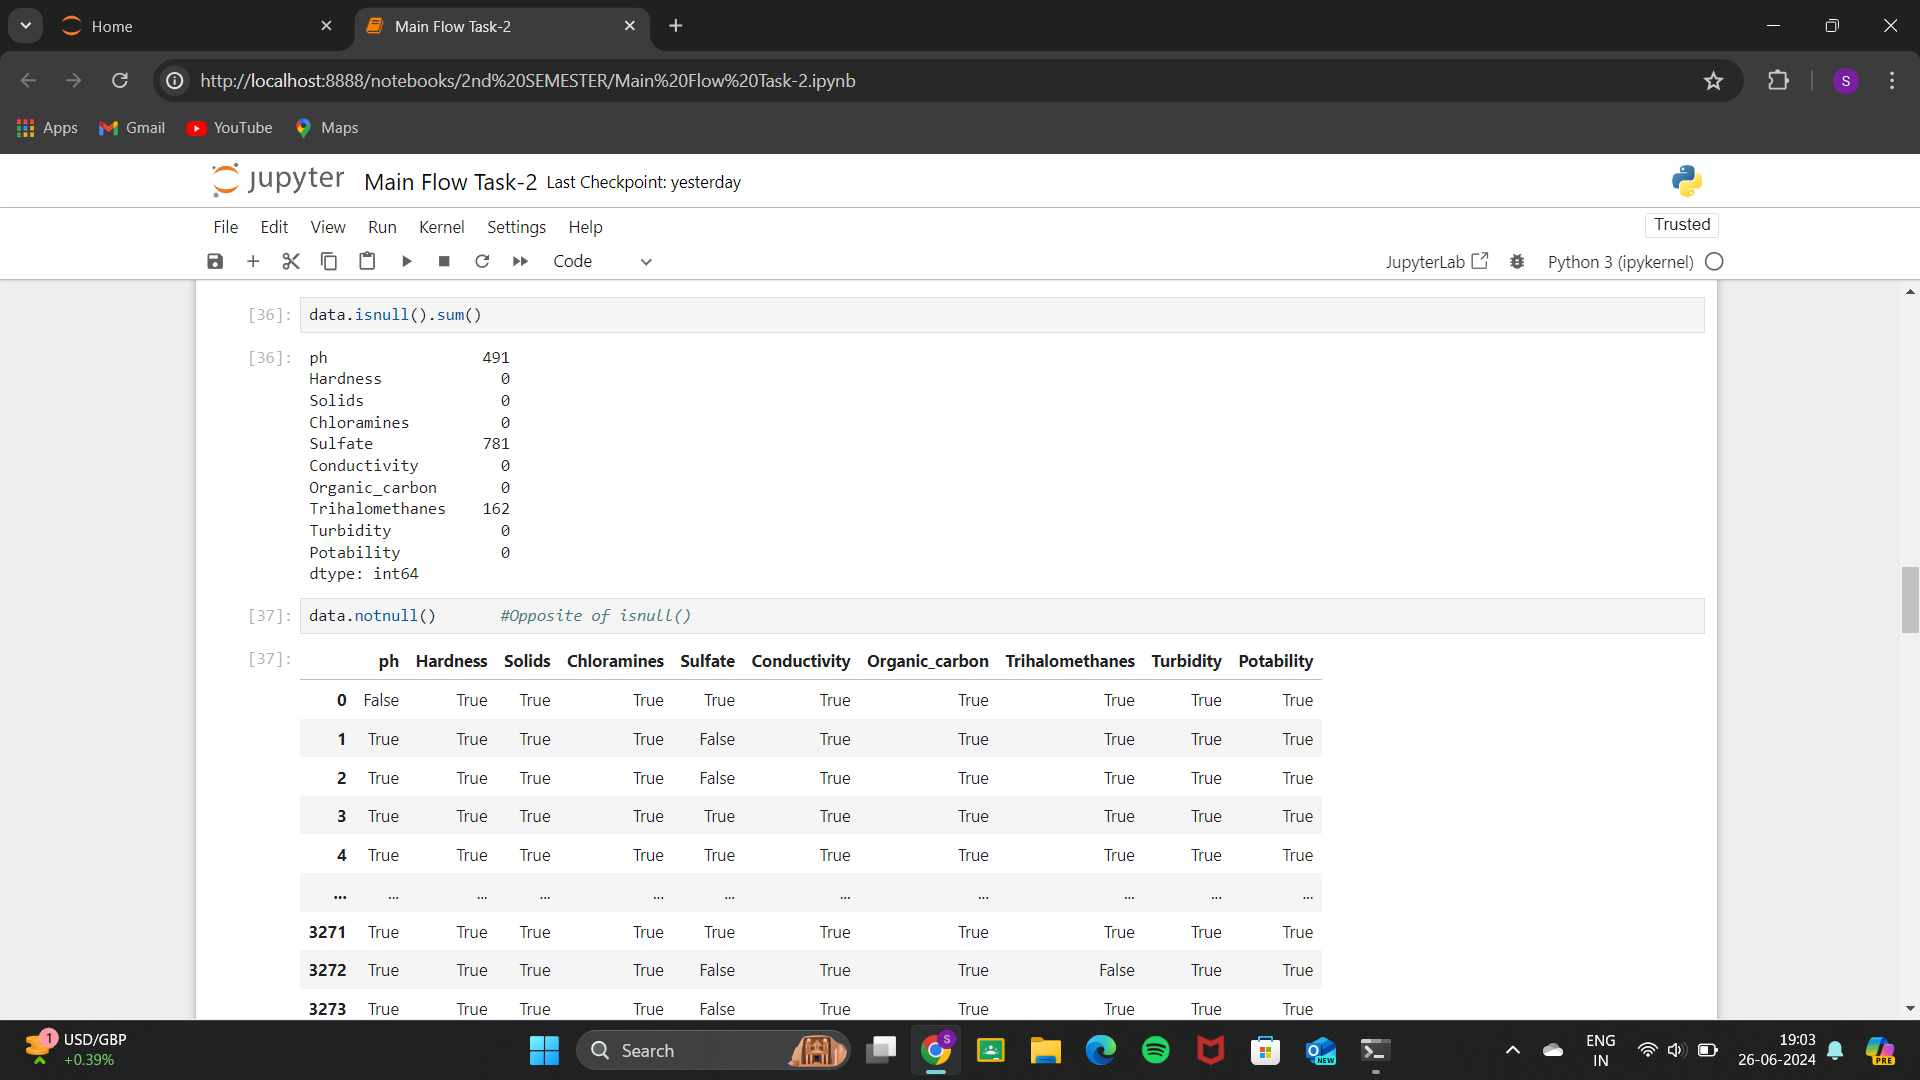 Home
Main Flow Task-2
http://localhost:8888/notebooks/2nd%20SEMESTER/Main%20Flow%20Task-2.ipynb
S
Apps Gmail YouTube Maps
jupyter Main Flow Task-2 Last Checkpoint: yesterday
File Edit View Run Kernel Settings Help
Trusted
Code
JupyterLab Python 3 (ipykernel)
[36]: data.isnull().sum()
[36]: ph 491
Hardness 0
Solids 0
Chloramines 0
Sulfate 781
Conductivity 0
Organic_carbon 0
Trihalomethanes 162
Turbidity 0
Potability 0
dtype: int64
[37]: data.notnull() #Opposite of isnull()
[37]: ph Hardness Solids Chloramines Sulfate Conductivity Organic_carbon Trihalomethanes Turbidity Potability
0 False True True True True True True True True True
1 True True True True False True True True True True
2 True True True True False True True True True True
3 True True True True True True True True True True
4 True True True True True True True True True True
... ... ... ... ... ... ... ... ... ... ...
3271 True True True True True True True True True True
3272 True True True True False True True False True True
3273 True True True True False True True True True True
1 USD/GBP
+0.39%
Search
S
NEW
ENG
IN
19:03
26-06-2024
PRE